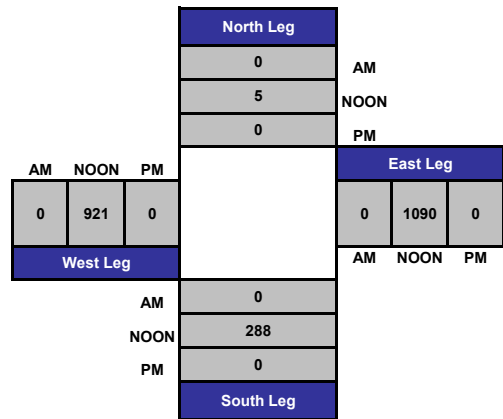 North Leg
0 AM
5 NOON
0 PM
East Leg
AM NOON PM
0 921 0
0 1090 0
West Leg
AM NOON PM
AM 0
NOON 288
PM 0
South Leg